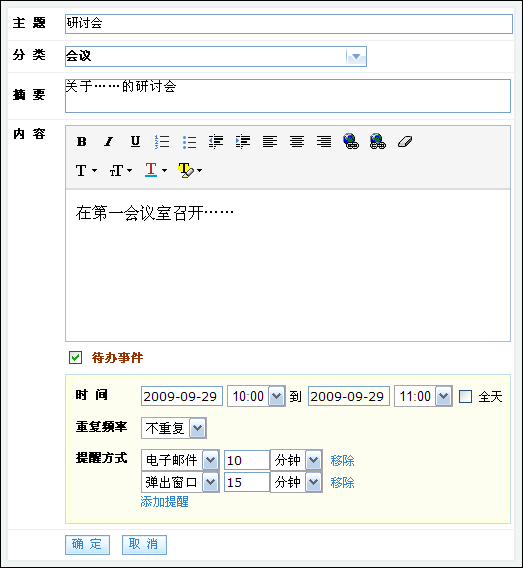 主 题 研讨会
分 类 会议
摘 要 关于……的研讨会
内 容
B I U
T T T T
在第一会议室召开……
待办事件
时 间 2009-09-29 10:00 到 2009-09-29 11:00 全天
重复频率 不重复
提醒方式 电子邮件 10 分钟 移除
弹出窗口 15 分钟 移除
添加提醒
确 定 取 消